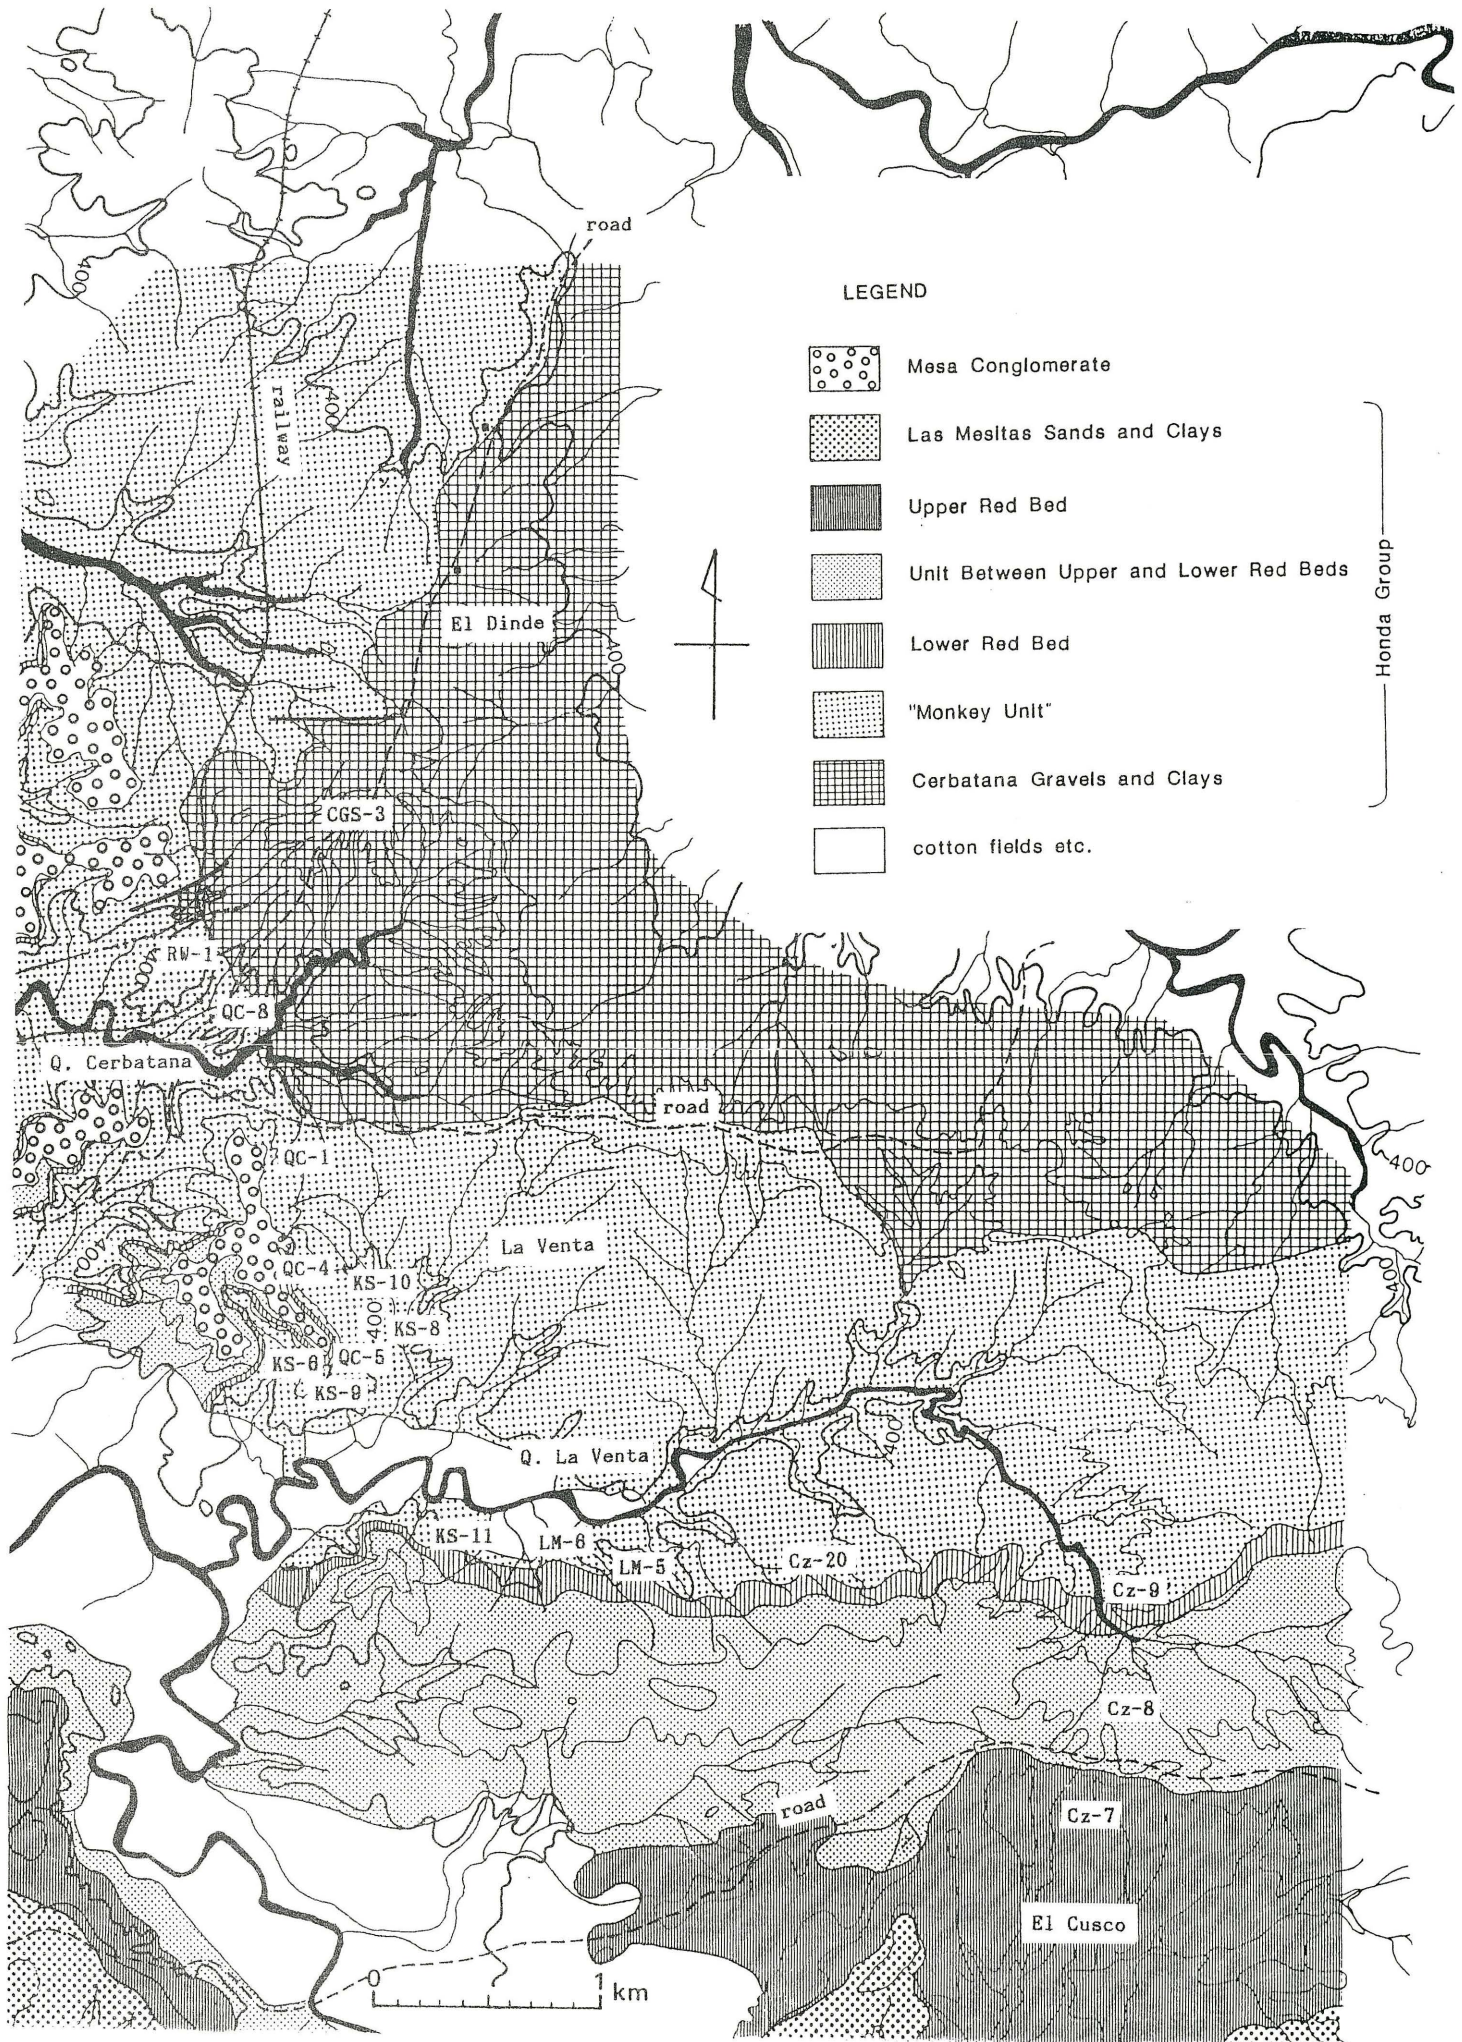 road
LEGEND
400
Mesa Conglomerate
railway
400
Las Mesitas Sands and Clays
Upper Red Bed
Unit Between Upper and Lower Red Beds
El Dinde
Lower Red Bed
400
Honda Group
"Monkey Unit"
Cerbatana Gravels and Clays
CGS-3
cotton fields etc.
RW-1
400
QC-8
Q. Cerbatana
road
QC-1
400
400
La Venta
QC-4
KS-10
400
400
KS-8
QC-5
KS-6
KS-9
400
Q. La Venta
KS-11
LM-6
LM-5
Cz-20
Cz-9
Cz-8
road
Cz-7
El Cusco
0 1 km